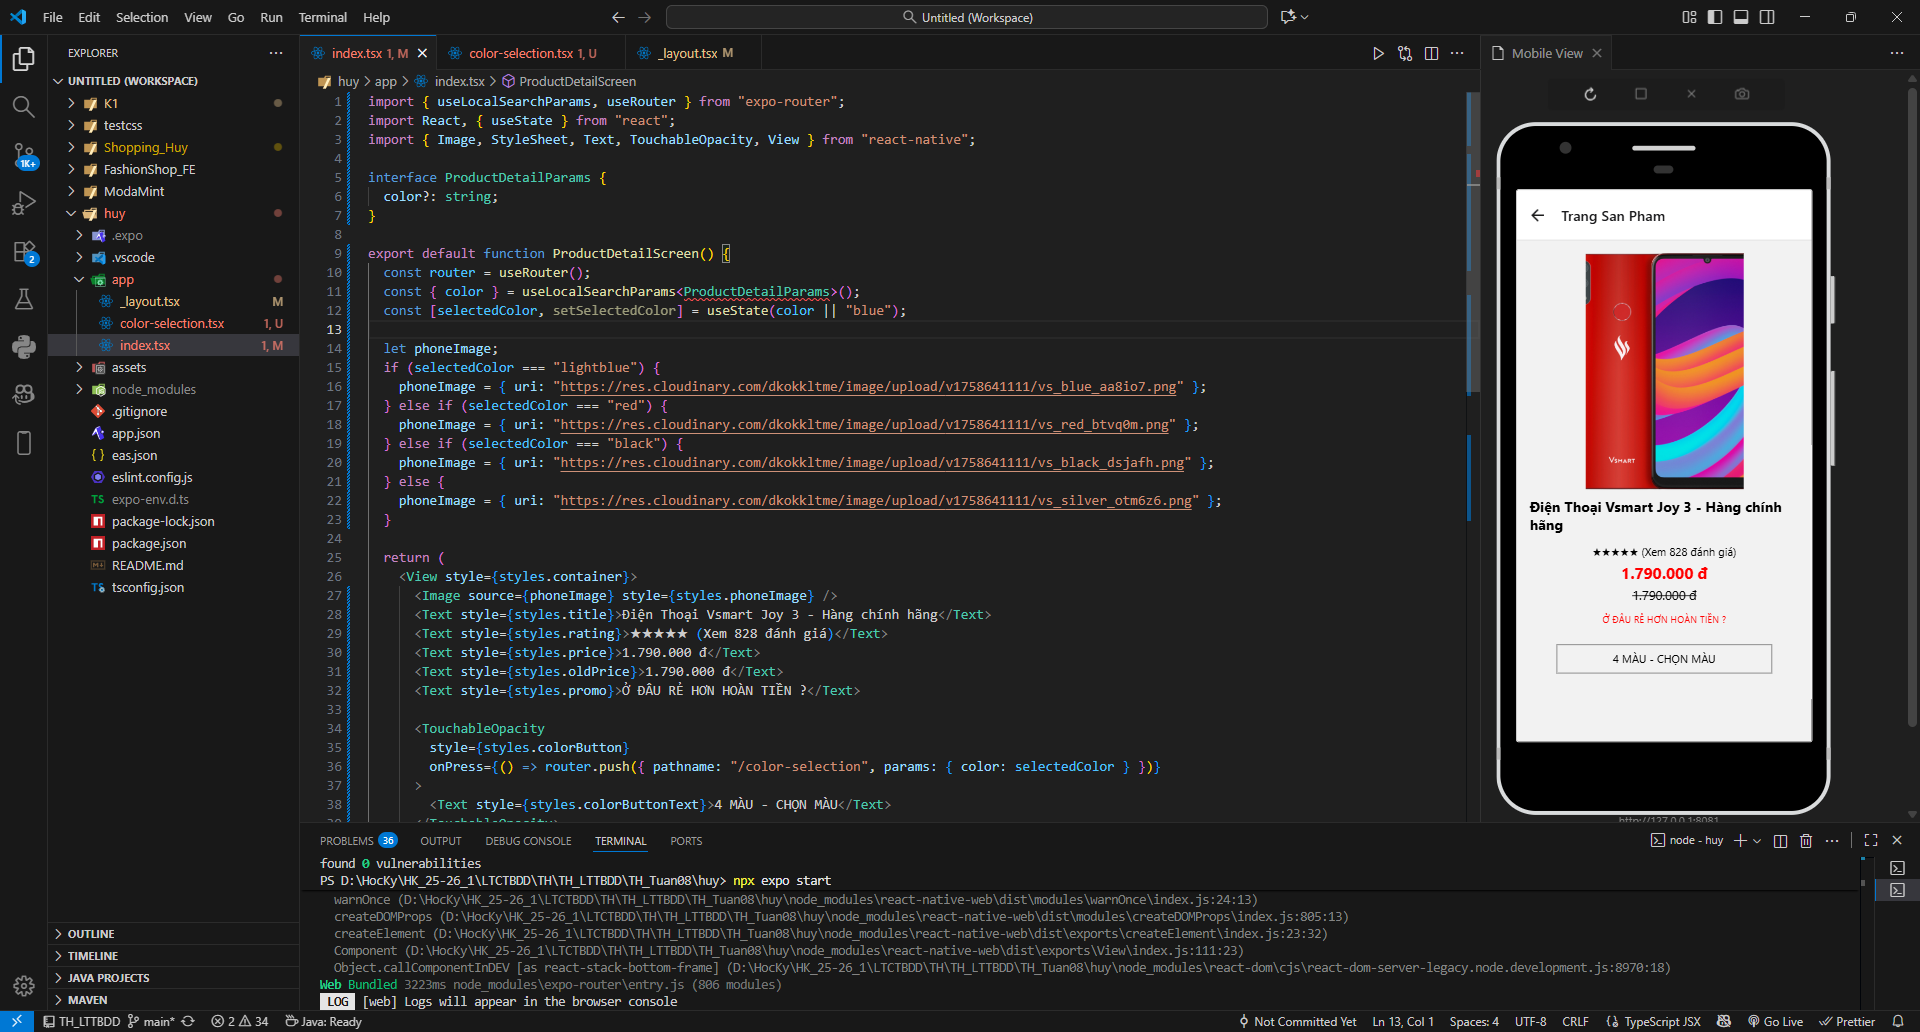 File Edit Selection View Go Run Terminal Help
Untitled (Workspace)
EXPLORER
UNTITLED (WORKSPACE)
K1
testcss
Shopping_Huy
FashionShop_FE
ModaMint
huy
.expo
.vscode
app
_layout.tsx M
color-selection.tsx 1, U
index.tsx 1, M
assets
node_modules
.gitignore
app.json
eas.json
eslint.config.js
TS expo-env.d.ts
package-lock.json
package.json
README.md
tsconfig.json
OUTLINE
TIMELINE
JAVA PROJECTS
MAVEN
1K+
2
index.tsx 1, M
color-selection.tsx 1, U
_layout.tsx M
huy > app > index.tsx > ProductDetailScreen
1 import { useLocalSearchParams, useRouter } from "expo-router";
2 import React, { useState } from "react";
3 import { Image, StyleSheet, Text, TouchableOpacity, View } from "react-native";
4
5 interface ProductDetailParams {
6 color?: string;
7 }
8
9 export default function ProductDetailScreen() {
10 const router = useRouter();
11 const { color } = useLocalSearchParams<ProductDetailParams>();
12 const [selectedColor, setSelectedColor] = useState(color || "blue");
13
14 let phoneImage;
15 if (selectedColor === "lightblue") {
16 phoneImage = { uri: "https://res.cloudinary.com/dkokkltme/image/upload/v1758641111/vs_blue_aa8io7.png" };
17 } else if (selectedColor === "red") {
18 phoneImage = { uri: "https://res.cloudinary.com/dkokkltme/image/upload/v1758641111/vs_red_btvq0m.png" };
19 } else if (selectedColor === "black") {
20 phoneImage = { uri: "https://res.cloudinary.com/dkokkltme/image/upload/v1758641111/vs_black_dsjafh.png" };
21 } else {
22 phoneImage = { uri: "https://res.cloudinary.com/dkokkltme/image/upload/v1758641111/vs_silver_otm6z6.png" };
23 }
24
25 return (
26 <View style={styles.container}>
27 <Image source={phoneImage} style={styles.phoneImage} />
28 <Text style={styles.title}>Điện Thoại Vsmart Joy 3 - Hàng chính hãng</Text>
29 <Text style={styles.rating}>★★★★★ (Xem 828 đánh giá)</Text>
30 <Text style={styles.price}>1.790.000 đ</Text>
31 <Text style={styles.oldPrice}>1.790.000 đ</Text>
32 <Text style={styles.promo}>Ở ĐÂU RẺ HƠN HOÀN TIỀN ?</Text>
33
34 <TouchableOpacity
35 style={styles.colorButton}
36 onPress={() => router.push({ pathname: "/color-selection", params: { color: selectedColor } })}
37 >
38 <Text style={styles.colorButtonText}>4 MÀU - CHỌN MÀU</Text>
39 </TouchableOpacity>
Mobile View
Trang San Pham
VSMART
Điện Thoại Vsmart Joy 3 - Hàng chính
hãng
★★★★★ (Xem 828 đánh giá)
1.790.000 đ
1.790.000 đ
Ở ĐÂU RẺ HƠN HOÀN TIỀN ?
4 MÀU - CHỌN MÀU
http://127.0.0.1:8081
PROBLEMS 36 OUTPUT DEBUG CONSOLE TERMINAL PORTS
node - huy
found 0 vulnerabilities
PS D:\HocKy\HK_25-26_1\LTCTBDD\TH\TH_LTTBDD\TH_Tuan08\huy> npx expo start
warnOnce (D:\HocKy\HK_25-26_1\LTCTBDD\TH\TH_LTTBDD\TH_Tuan08\huy\node_modules\react-native-web\dist\modules\warnOnce\index.js:24:13)
createDOMProps (D:\HocKy\HK_25-26_1\LTCTBDD\TH\TH_LTTBDD\TH_Tuan08\huy\node_modules\react-native-web\dist\modules\createDOMProps\index.js:805:13)
createElement (D:\HocKy\HK_25-26_1\LTCTBDD\TH\TH_LTTBDD\TH_Tuan08\huy\node_modules\react-native-web\dist\exports\createElement\index.js:23:32)
Component (D:\HocKy\HK_25-26_1\LTCTBDD\TH\TH_LTTBDD\TH_Tuan08\huy\node_modules\react-native-web\dist\exports\View\index.js:111:23)
Object.callComponentInDEV [as react-stack-bottom-frame] (D:\HocKy\HK_25-26_1\LTCTBDD\TH\TH_LTTBDD\TH_Tuan08\huy\node_modules\react-dom\cjs\react-dom-server-legacy.node.development.js:8970:18)
Web Bundled 3223ms node_modules\expo-router\entry.js (806 modules)
LOG [web] Logs will appear in the browser console
TH_LTTBDD main* 2 34 Java: Ready Not Committed Yet Ln 13, Col 1 Spaces: 4 UTF-8 CRLF TypeScript JSX Go Live Prettier